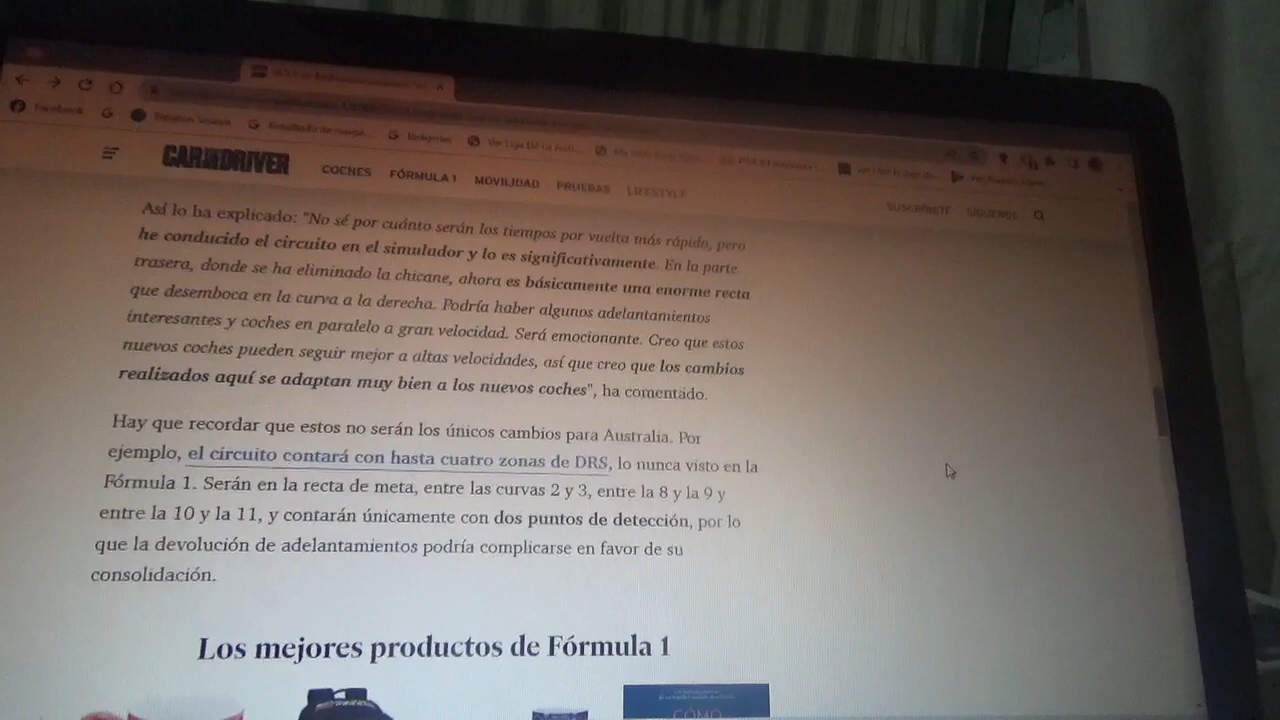 Facebook
CAR AND DRIVER
COCHES FÓRMULA 1 MOVILIDAD PRUEBAS LIFESTYLE
SUSCRÍBETE SÍGUENOS
Así lo ha explicado: "No sé por cuánto serán los tiempos por vuelta más rápido, pero
he conducido el circuito en el simulador y lo es significativamente. En la parte
trasera, donde se ha eliminado la chicane, ahora es básicamente una enorme recta
que desemboca en la curva a la derecha. Podría haber algunos adelantamientos
interesantes y coches en paralelo a gran velocidad. Será emocionante. Creo que estos
nuevos coches pueden seguir mejor a altas velocidades, así que creo que los cambios
realizados aquí se adaptan muy bien a los nuevos coches", ha comentado.
Hay que recordar que estos no serán los únicos cambios para Australia. Por
ejemplo, el circuito contará con hasta cuatro zonas de DRS, lo nunca visto en la
Fórmula 1. Serán en la recta de meta, entre las curvas 2 y 3, entre la 8 y la 9 y
entre la 10 y la 11, y contarán únicamente con dos puntos de detección, por lo
que la devolución de adelantamientos podría complicarse en favor de su
consolidación.
Los mejores productos de Fórmula 1
CÓMO